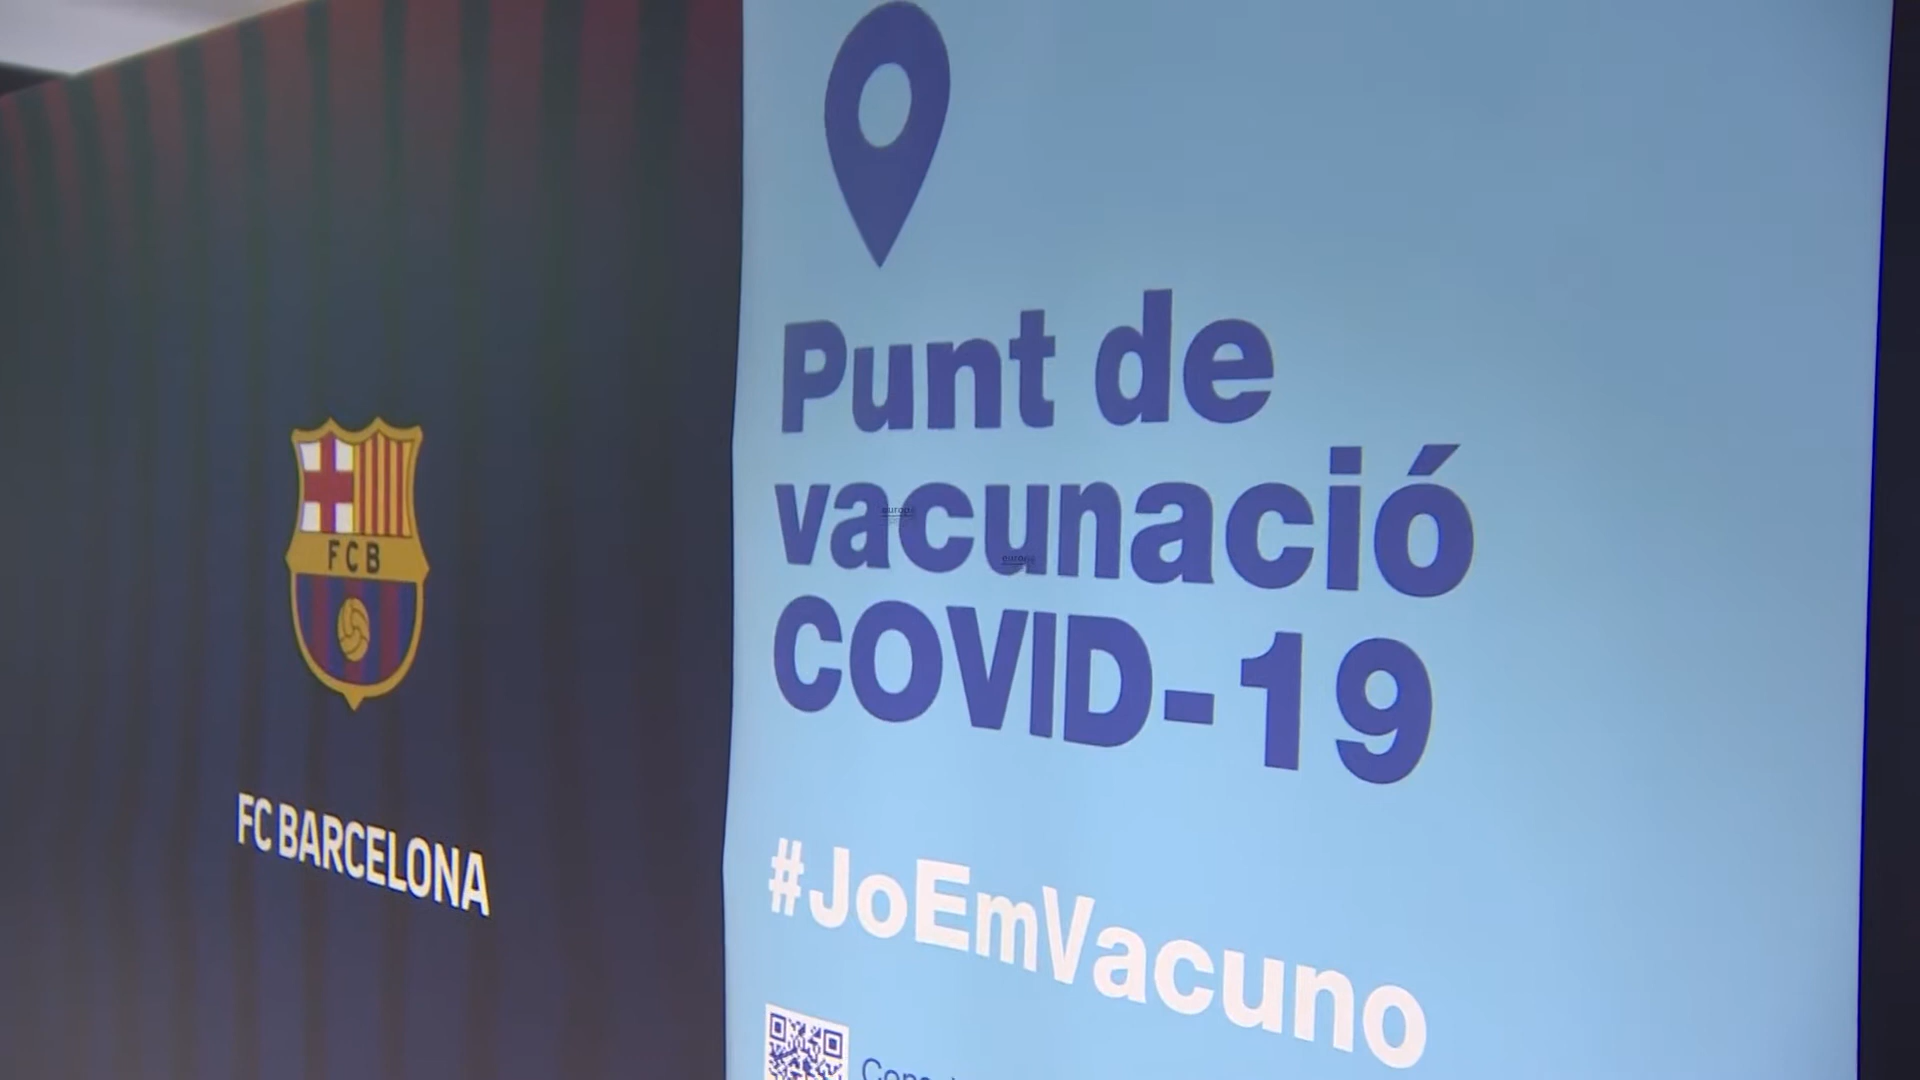 FCB
FC BARCELONA
Punt de
vacunació
COVID-19
#JoEmVacuno